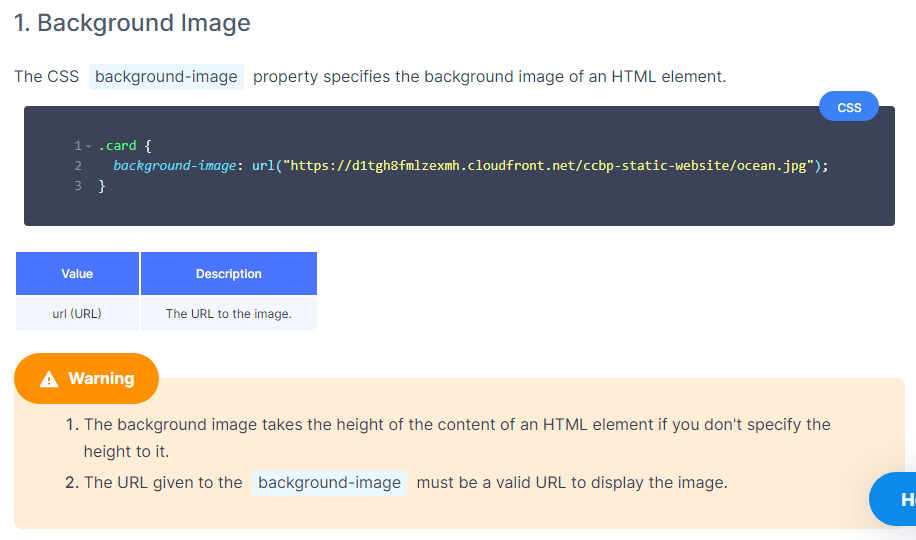 1. Background Image
The CSS background-image property specifies the background image of an HTML element.
CSS
1 .card {
2 background-image: url("https://d1tgh8fmlzexmh.cloudfront.net/ccbp-static-website/ocean.jpg");
3 }
Value Description
url (URL) The URL to the image.
Warning
1. The background image takes the height of the content of an HTML element if you don't specify the
height to it.
2. The URL given to the background-image must be a valid URL to display the image.